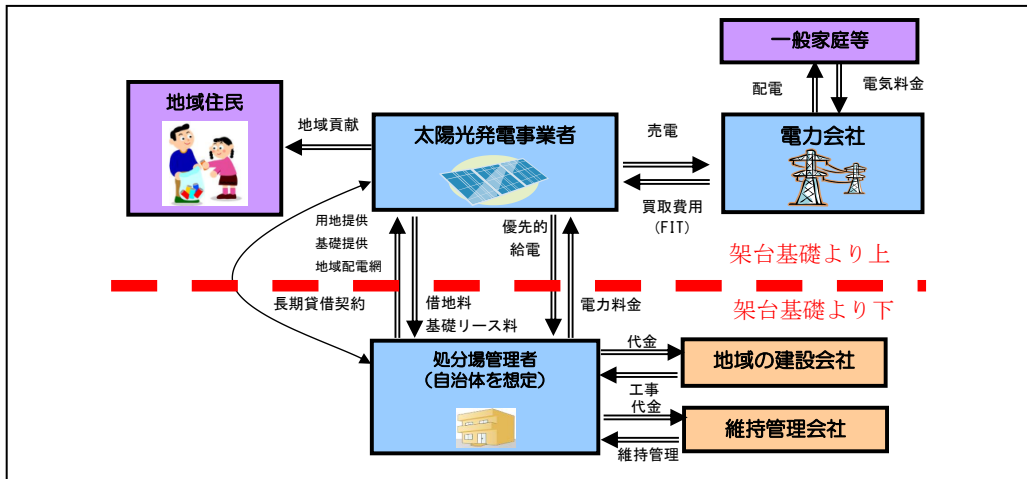 一般家庭等
配電
電気料金
地域住民
地域貢献
太陽光発電事業者
売電
電力会社
買取費用
(FIT)
用地提供
基礎提供
地域配電網
優先的
給電
架台基礎より上
長期貸借契約
借地料
基礎リース料
電力料金
架台基礎より下
処分場管理者
(自治体を想定)
代金
地域の建設会社
工事
代金
維持管理会社
維持管理